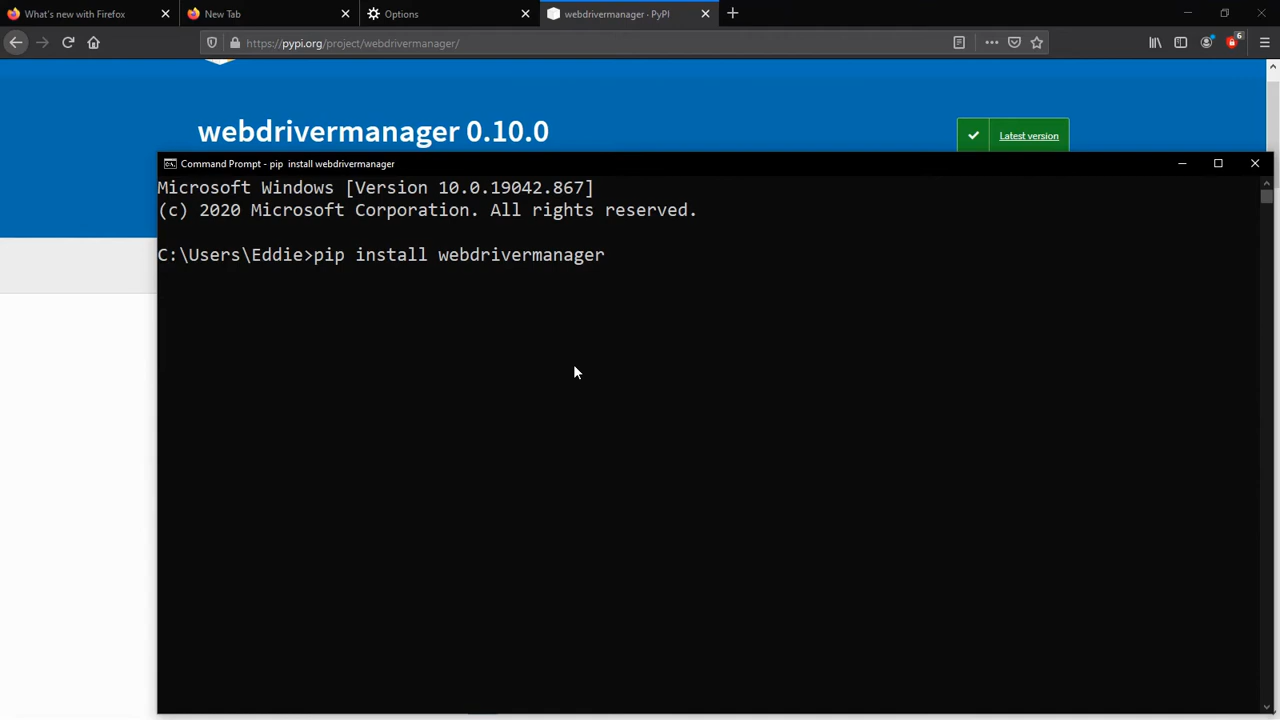 What's new with Firefox
New Tab
Options
webdrivermanager · PyPI
https://pypi.org/project/webdrivermanager/
6
webdrivermanager 0.10.0
Latest version
Command Prompt - pip  install webdrivermanager
Microsoft Windows [Version 10.0.19042.867]
(c) 2020 Microsoft Corporation. All rights reserved.
C:\Users\Eddie>pip install webdrivermanager